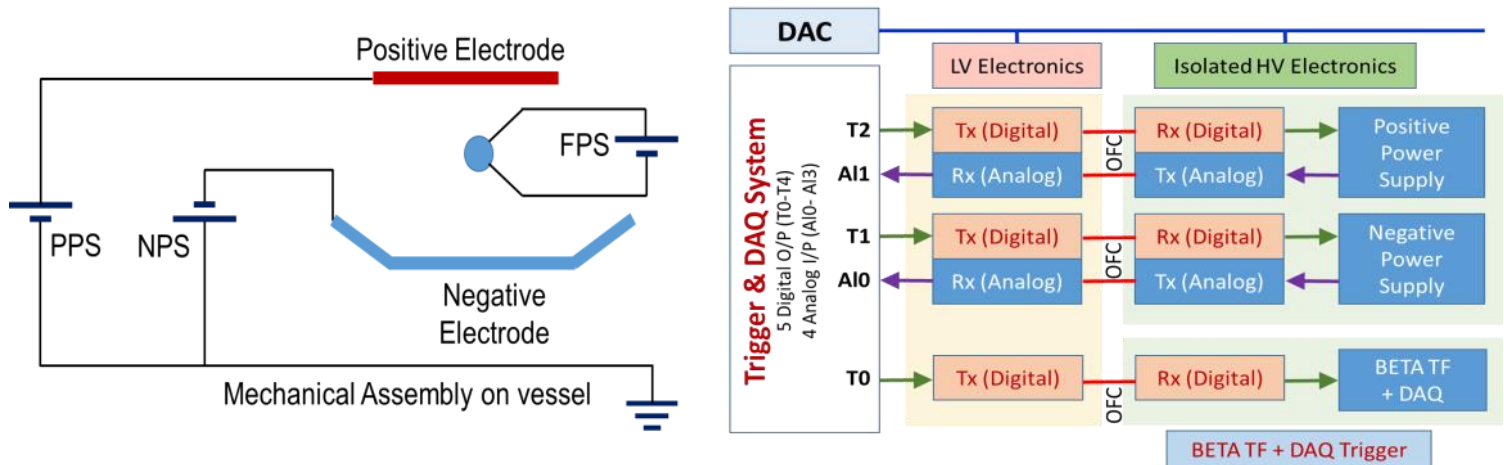 Positive Electrode
FPS
PPS
NPS
Negative
Electrode
Mechanical Assembly on vessel
DAC
LV Electronics
Isolated HV Electronics
Trigger & DAQ System
5 Digital O/P (T0-T4)
4 Analog I/P (AI0- AI3)
T2
Tx (Digital)
OFC
Rx (Digital)
Positive
Power
Supply
AI1
Rx (Analog)
Tx (Analog)
T1
Tx (Digital)
OFC
Rx (Digital)
Negative
Power
Supply
AI0
Rx (Analog)
Tx (Analog)
T0
Tx (Digital)
OFC
Rx (Digital)
BETA TF
+ DAQ
BETA TF + DAQ Trigger